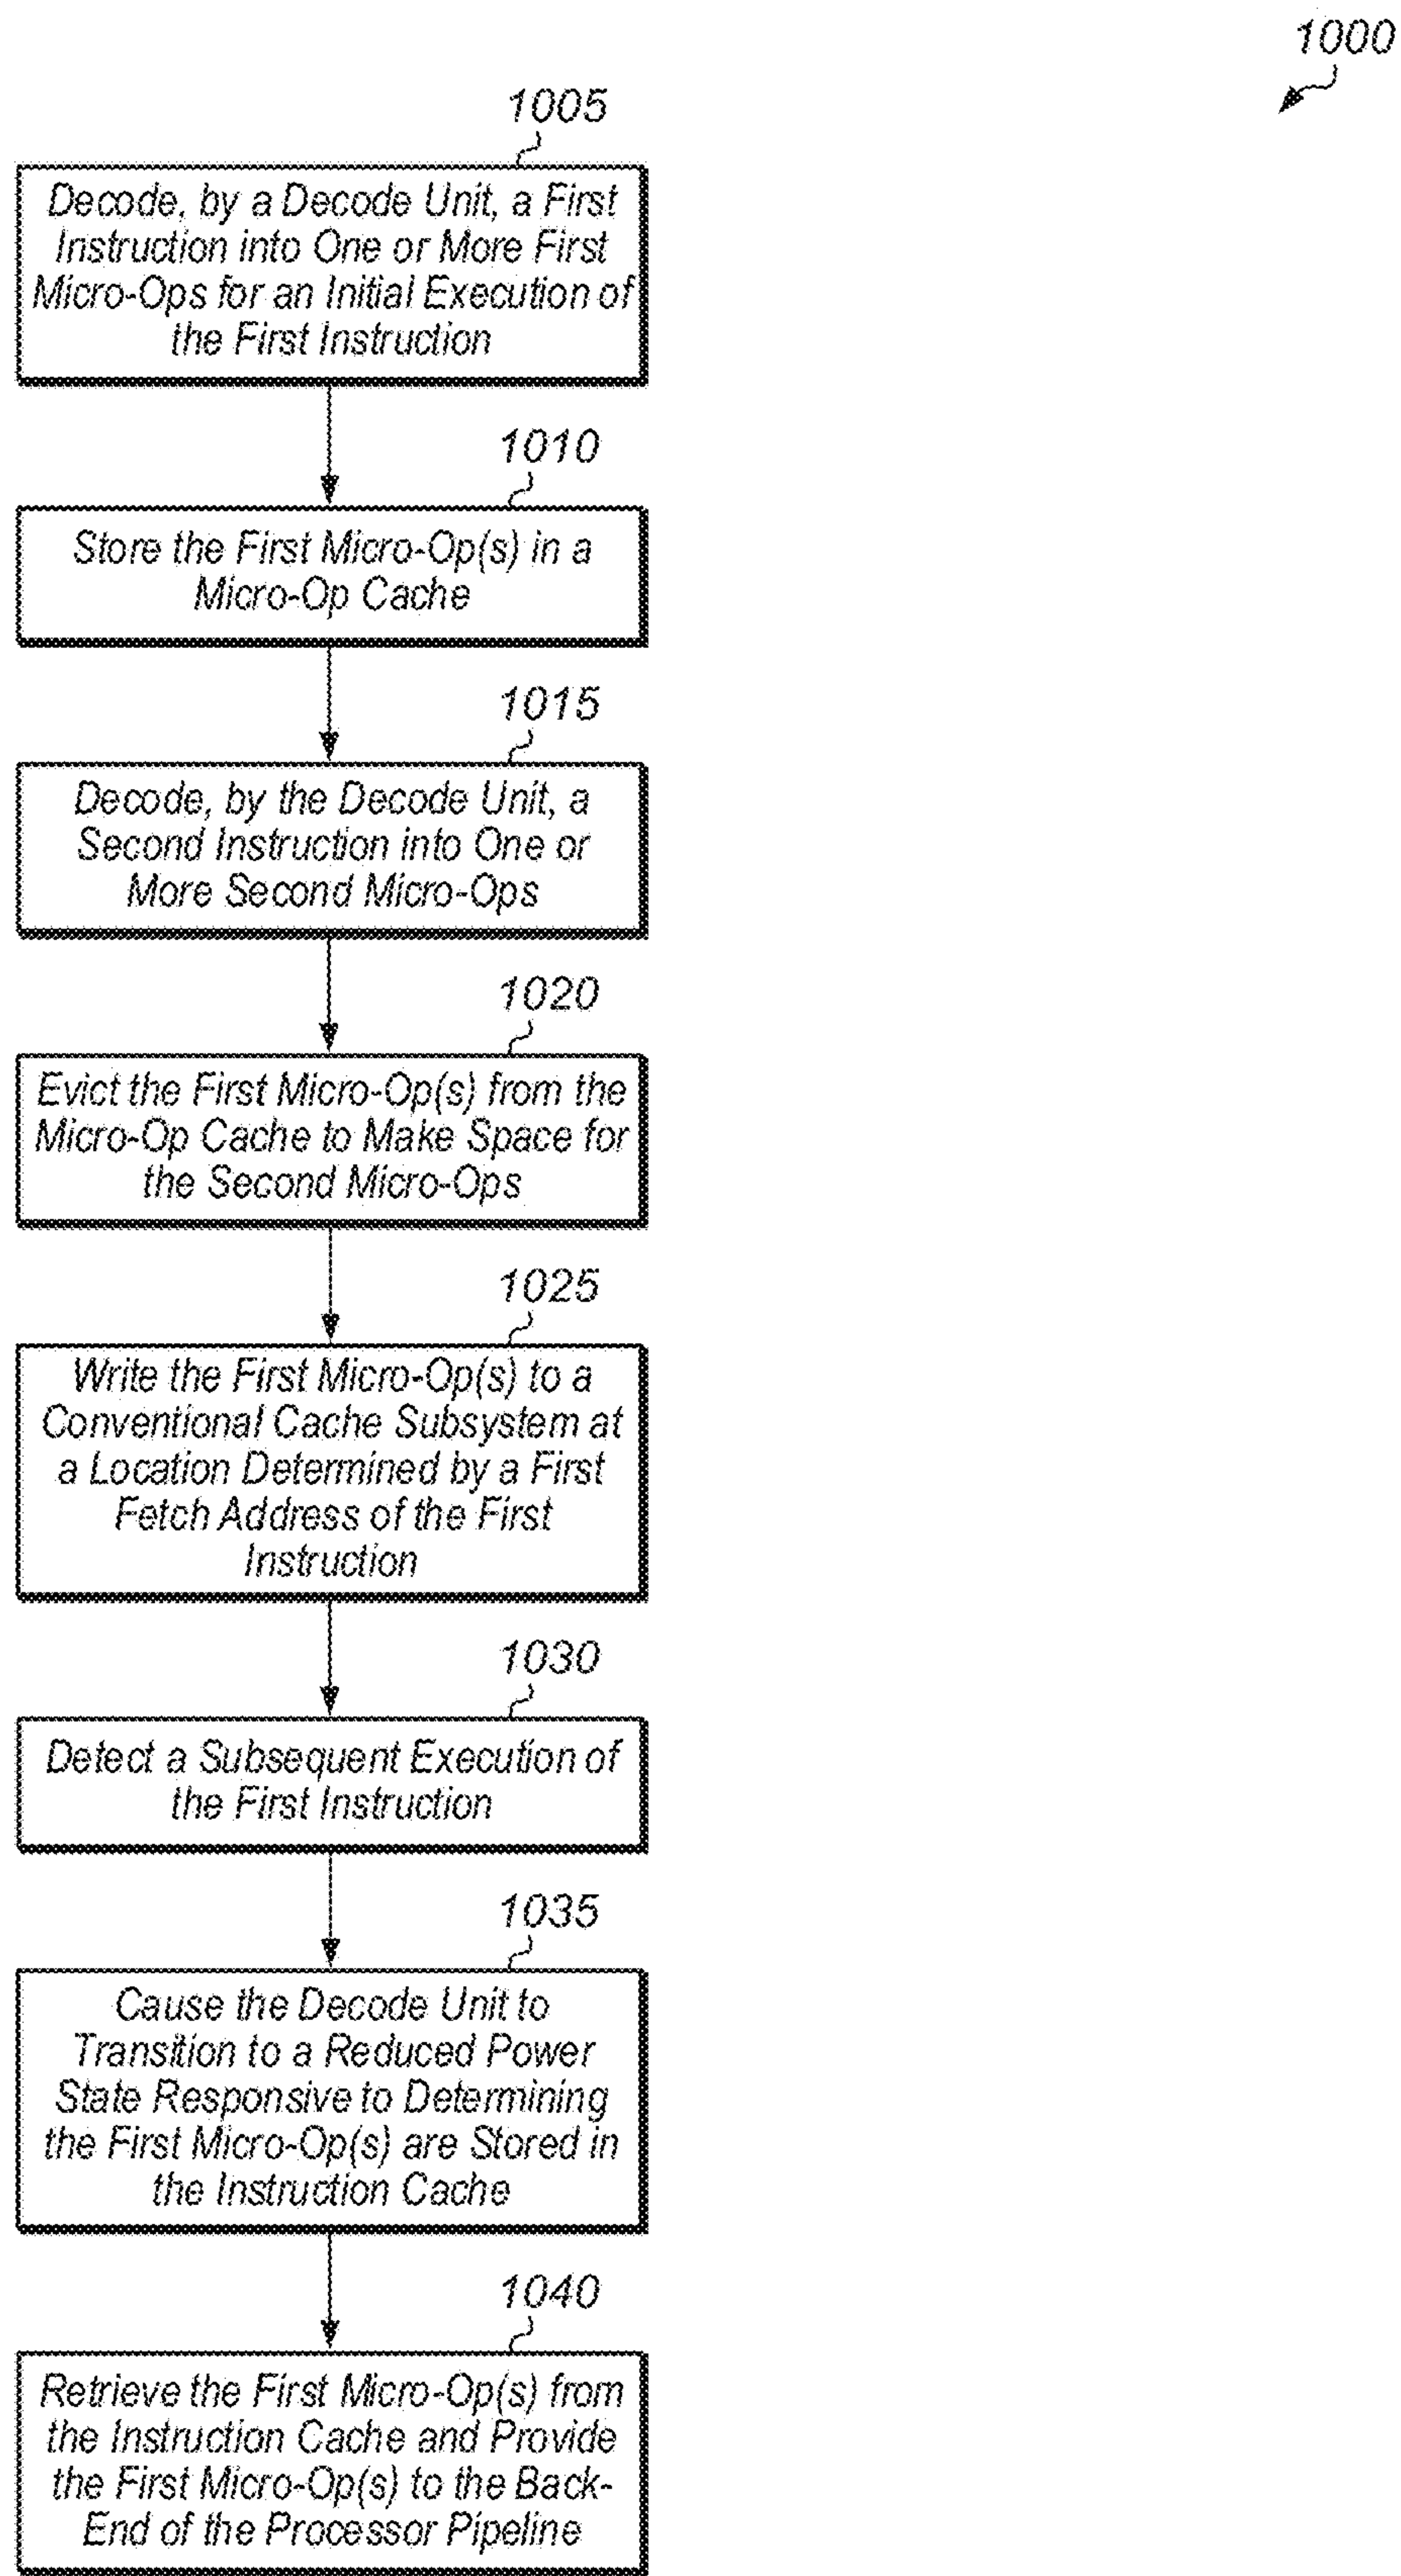 1000
1005
Decode, by a Decode Unit, a First
Instruction into One or More First
Micro-Ops for an Initial Execution of
the First Instruction
1010
Store the First Micro-Op(s) in a
Micro-Op Cache
1015
Decode, by the Decode Unit, a
Second Instruction into One or
More Second Micro-Ops
1020
Evict the First Micro-Op(s) from the
Micro-Op Cache to Make Space for
the Second Micro-Ops
1025
Write the First Micro-Op(s) to a
Conventional Cache Subsystem at
a Location Determined by a First
Fetch Address of the First
Instruction
1030
Detect a Subsequent Execution of
the First Instruction
1035
Cause the Decode Unit to
Transition to a Reduced Power
State Responsive to Determining
the First Micro-Op(s) are Stored in
the Instruction Cache
1040
Retrieve the First Micro-Op(s) from
the Instruction Cache and Provide
the First Micro-Op(s) to the Back-
End of the Processor Pipeline